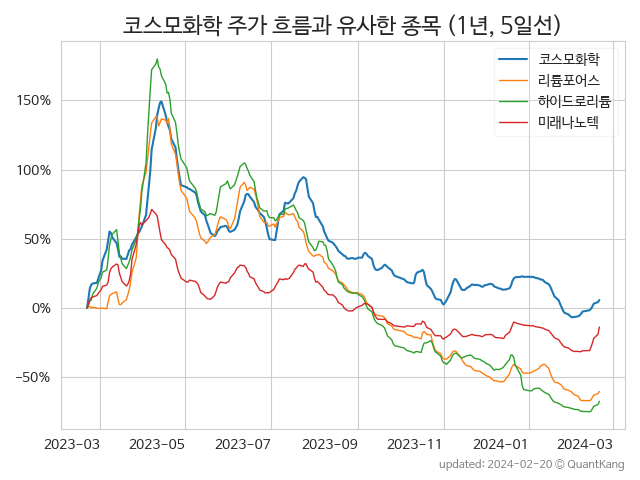 코스모화학 주가 흐름과 유사한 종목 (1년, 5일선)
코스모화학
리튬포어스
하이드로리튬
미래나노텍
150%
100%
50%
0%
−50%
2023-03 2023-05 2023-07 2023-09 2023-11 2024-01 2024-03
updated: 2024-02-20 © QuantKang